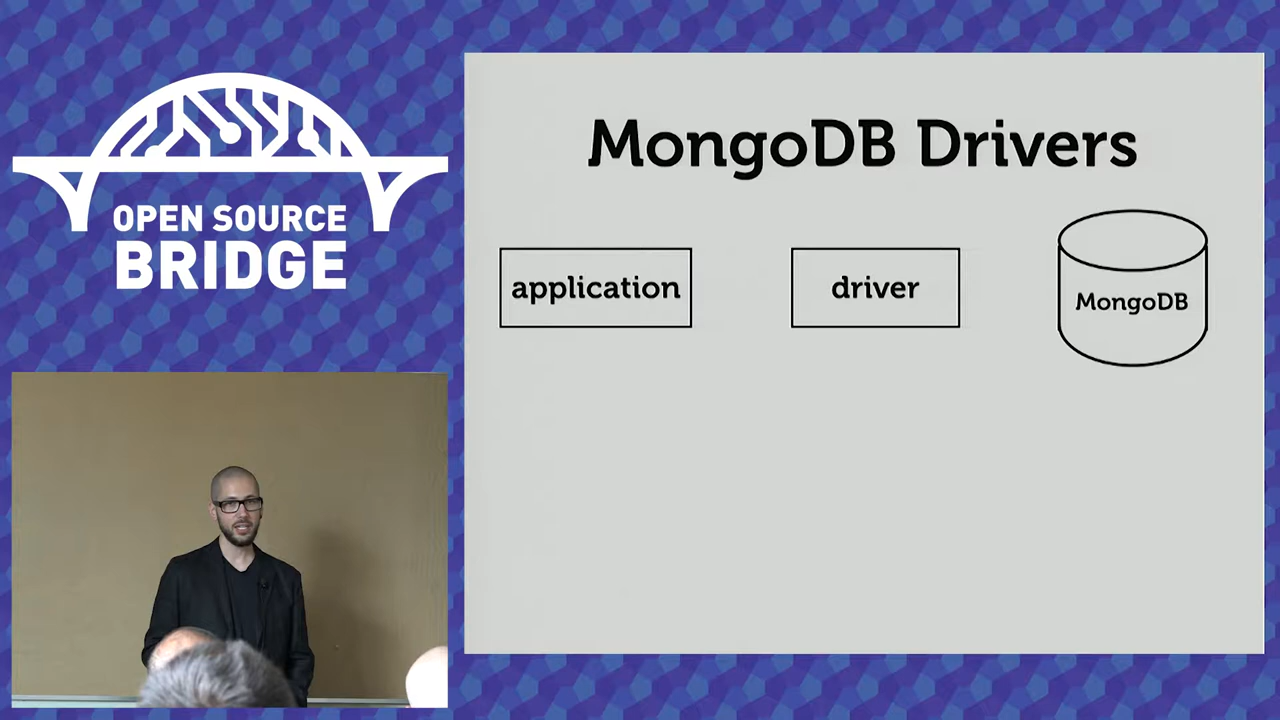 OPEN SOURCE
BRIDGE
MongoDB Drivers
application
driver
MongoDB